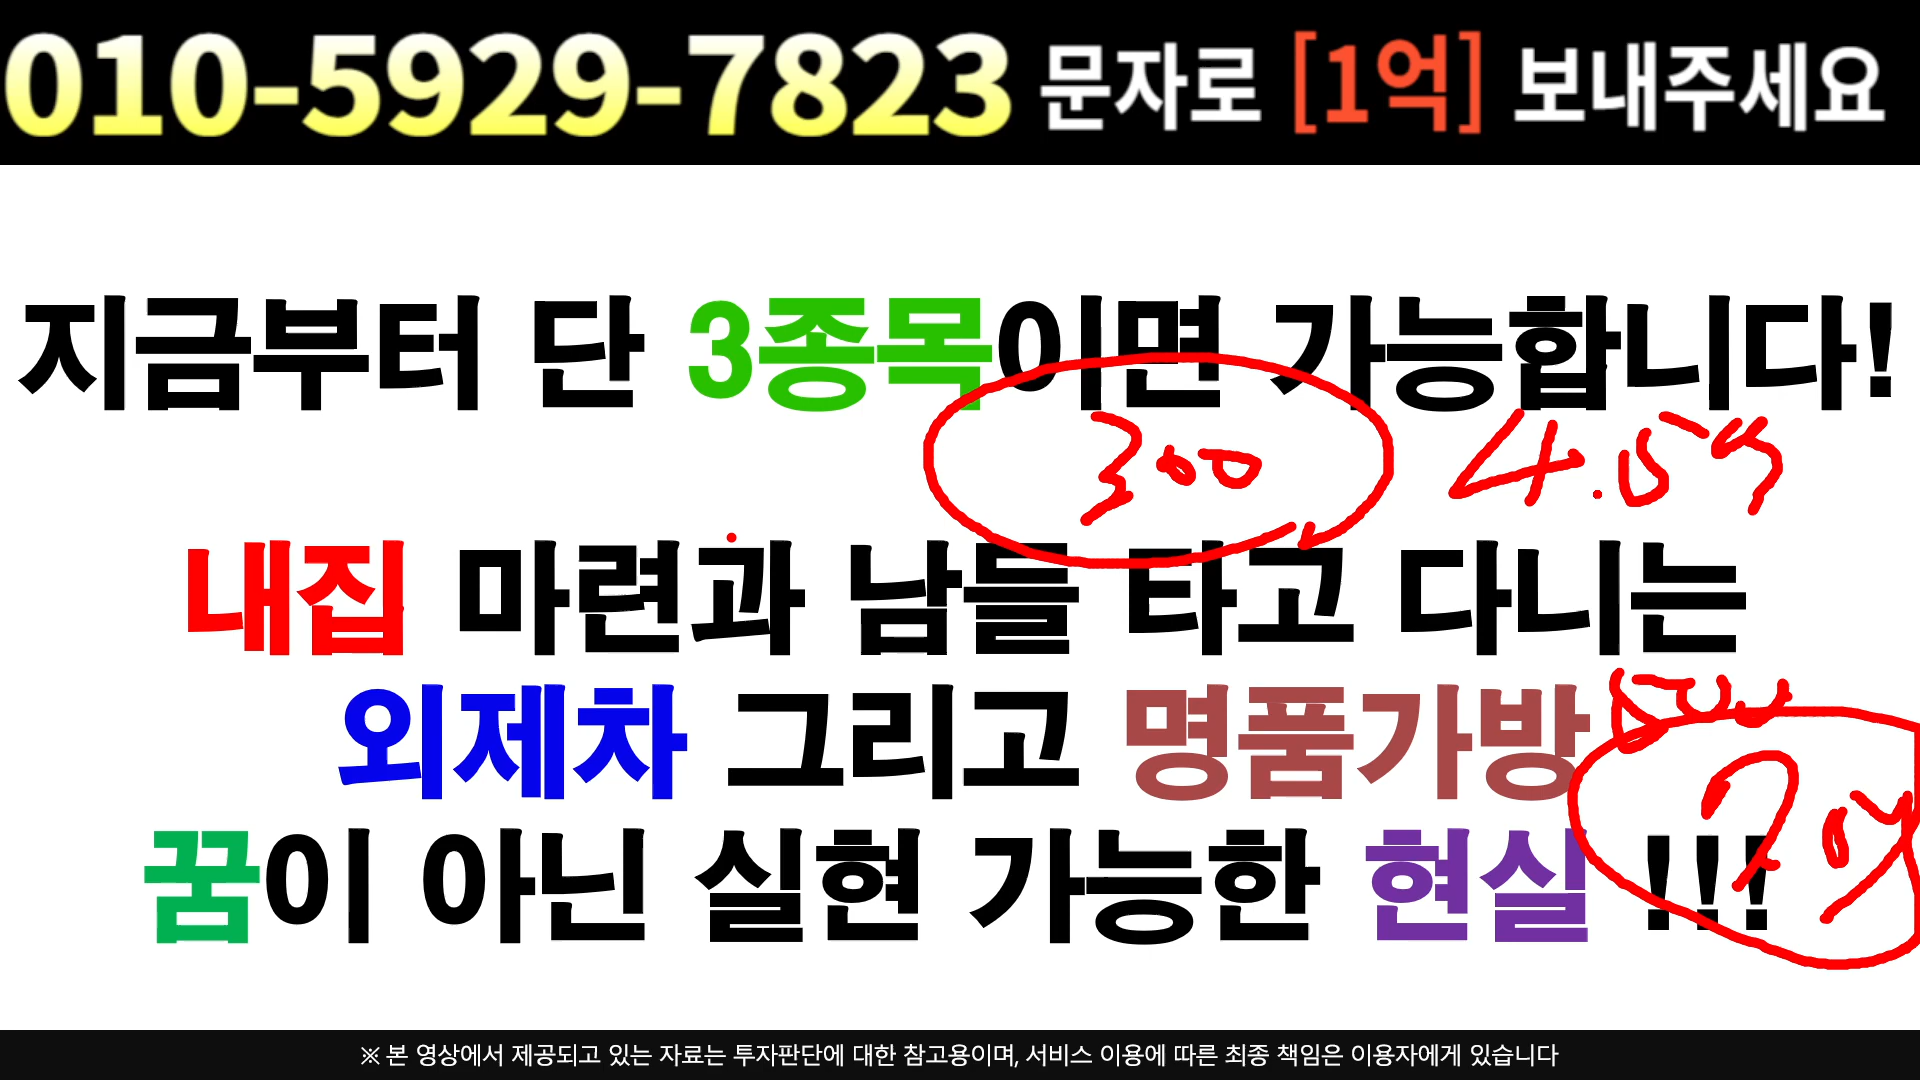 010-5929-7823 문자로 [1억] 보내주세요
지금부터 단 3종목이면 가능합니다!
300
4.5억
내집 마련과 남들 타고 다니는
외제차 그리고 명품가방
500
꿈이 아닌 실현 가능한 현실 !!!
※ 본 영상에서 제공되고 있는 자료는 투자판단에 대한 참고용이며, 서비스 이용에 따른 최종 책임은 이용자에게 있습니다